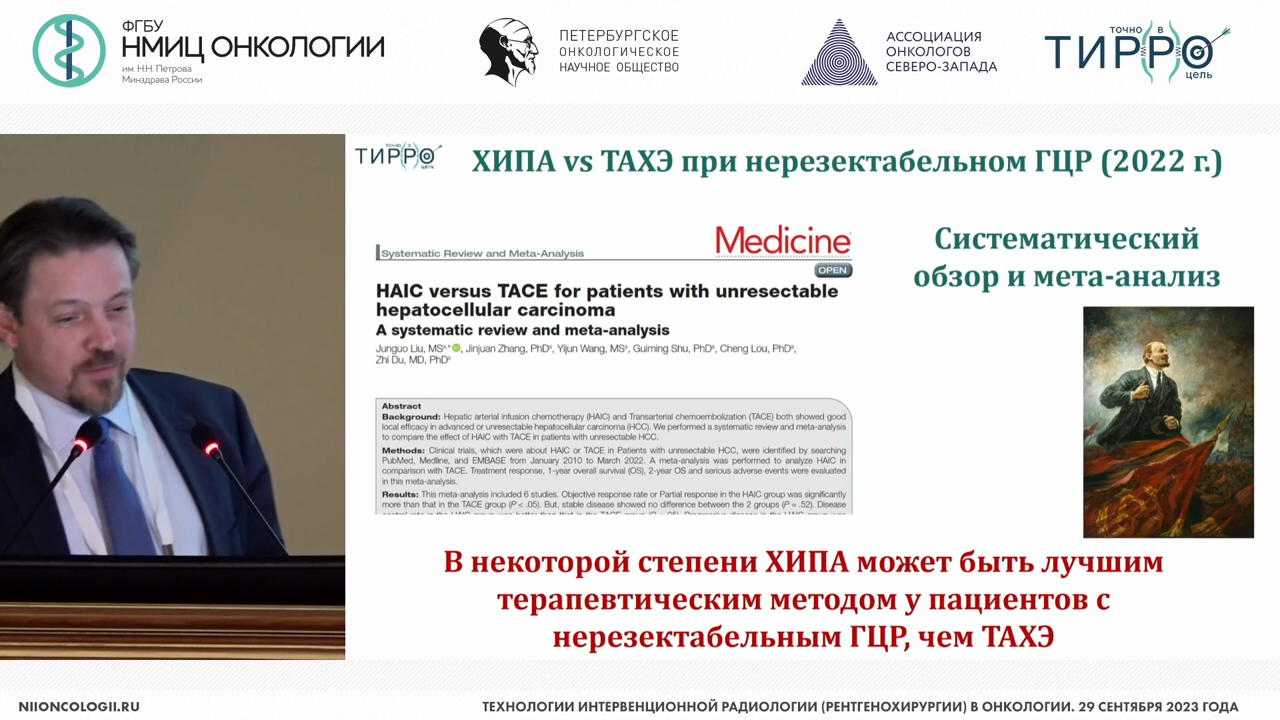 ФГБУ
НМИЦ ОНКОЛОГИИ
им. Н.Н. Петрова
Минздрава России
ПЕТЕРБУРГСКОЕ
ОНКОЛОГИЧЕСКОЕ
НАУЧНОЕ ОБЩЕСТВО
АССОЦИАЦИЯ
ОНКОЛОГОВ
СЕВЕРО-ЗАПАДА
ТОЧНО В
ТИРРО
цель
ТОЧНО В
ТИРРО
цель
ХИПА vs ТАХЭ при нерезектабельном ГЦР (2022 г.)
Systematic Review and Meta-Analysis
Medicine
OPEN
HAIC versus TACE for patients with unresectable
hepatocellular carcinoma
A systematic review and meta-analysis
Junguo Liu, MSᵃ,*, Jinjuan Zhang, PhDᵃ, Yijun Wang, MSᵃ, Guiming Shu, PhDᵃ, Cheng Lou, PhDᵃ,
Zhi Du, MD, PhDᵃ
Abstract
Background: Hepatic arterial infusion chemotherapy (HAIC) and Transarterial chemoembolization (TACE) both showed good
local efficacy in advanced or unresectable hepatocellular carcinoma (HCC). We performed a systematic review and meta-analysis
to compare the effect of HAIC with TACE in patients with unresectable HCC.
Methods: Clinical trials, which were about HAIC or TACE in Patients with unresectable HCC, were identified by searching
PubMed, Medline, and EMBASE from January 2010 to March 2022. A meta-analysis was performed to analyze HAIC in
comparison with TACE. Treatment response, 1-year overall survival (OS), 2-year OS and serious adverse events were evaluated
in this meta-analysis.
Results: This meta-analysis included 6 studies. Objective response rate or Partial response in the HAIC group was significantly
more than that in the TACE group (P < .05). But, stable disease showed no difference between the 2 groups (P = .52). Disease
Систематический
обзор и мета-анализ
В некоторой степени ХИПА может быть лучшим
терапевтическим методом у пациентов с
нерезектабельным ГЦР, чем ТАХЭ
NIIONCOLOGII.RU
ТЕХНОЛОГИИ ИНТЕРВЕНЦИОННОЙ РАДИОЛОГИИ (РЕНТГЕНОХИРУРГИИ) В ОНКОЛОГИИ. 29 СЕНТЯБРЯ 2023 ГОДА